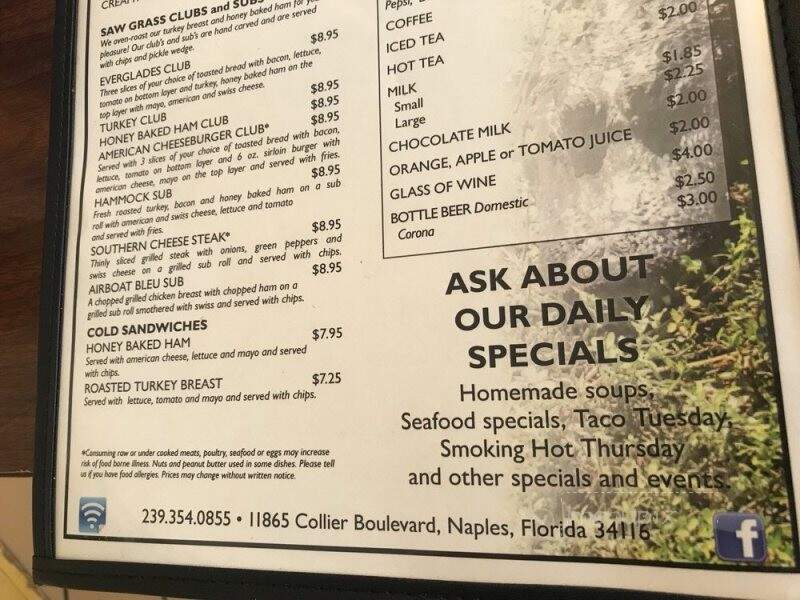 SAW GRASS CLUBS and SUBS
We oven-roast our turkey breast and honey baked ham for your
pleasure! Our club's and sub's are hand carved and are served
with chips and pickle wedge.
EVERGLADES CLUB $8.95
Three slices of your choice of toasted bread with bacon, lettuce,
tomato on bottom layer and turkey, honey baked ham on the
top layer with mayo, american and swiss cheese.
TURKEY CLUB $8.95
HONEY BAKED HAM CLUB $8.95
AMERICAN CHEESEBURGER CLUB* $8.95
Served with 3 slices of your choice of toasted bread with bacon,
lettuce, tomato on bottom layer and 6 oz. sirloin burger with
american cheese, mayo on the top layer and served with fries.
HAMMOCK SUB $8.95
Fresh roasted turkey, bacon and honey baked ham on a sub
roll with american and swiss cheese, lettuce and tomato
and served with fries.
SOUTHERN CHEESE STEAK* $8.95
Thinly sliced grilled steak with onions, green peppers and
swiss cheese on a grilled sub roll and served with chips.
AIRBOAT BLEU SUB $8.95
A chopped grilled chicken breast with chopped ham on a
grilled sub roll smothered with swiss and served with chips.
COLD SANDWICHES
HONEY BAKED HAM $7.95
Served with american cheese, lettuce and mayo and served
with chips.
ROASTED TURKEY BREAST $7.25
Served with lettuce, tomato and mayo and served with chips.
*Consuming raw or under cooked meats, poultry, seafood or eggs may increase
risk of food borne illness. Nuts and peanut butter used in some dishes. Please tell
us if you have food allergies. Prices may change without written notice.
Pepsi,
COFFEE $2.00
ICED TEA
HOT TEA
MILK
Small $1.85
Large $2.25
CHOCOLATE MILK $2.00
ORANGE, APPLE or TOMATO JUICE $2.00
GLASS OF WINE $4.00
BOTTLE BEER Domestic $2.50
Corona $3.00
ASK ABOUT
OUR DAILY
SPECIALS
Homemade soups,
Seafood specials, Taco Tuesday,
Smoking Hot Thursday
and other specials and events.
239.354.0855 • 11865 Collier Boulevard, Naples, Florida 34116
f